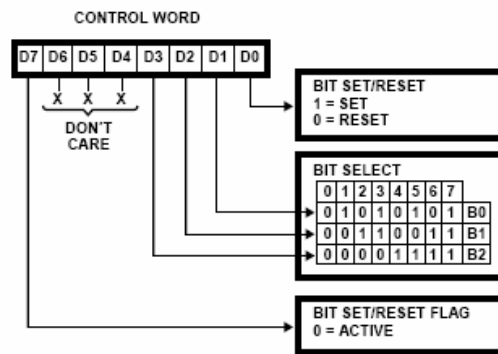 CONTROL WORD
D7 D6 D5 D4 D3 D2 D1 D0
X X X
DON'T
CARE
BIT SET/RESET
1 = SET
0 = RESET
BIT SELECT
0 1 2 3 4 5 6 7
0 1 0 1 0 1 0 1 B0
0 0 1 1 0 0 1 1 B1
0 0 0 0 1 1 1 1 B2
BIT SET/RESET FLAG
0 = ACTIVE